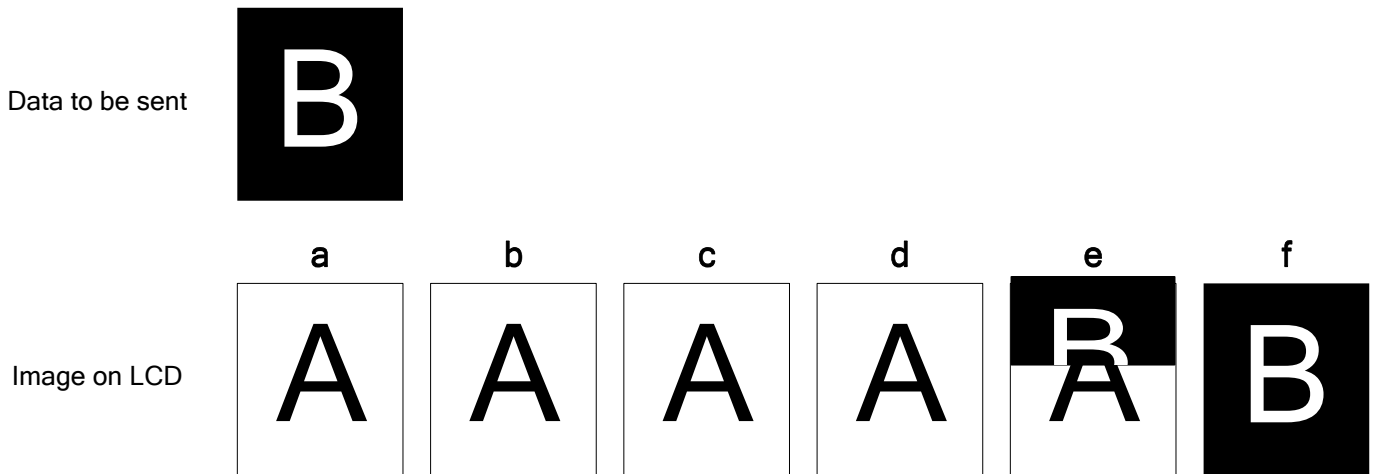 B
Data to be sent
a b c d e f
A A A A B A B
Image on LCD